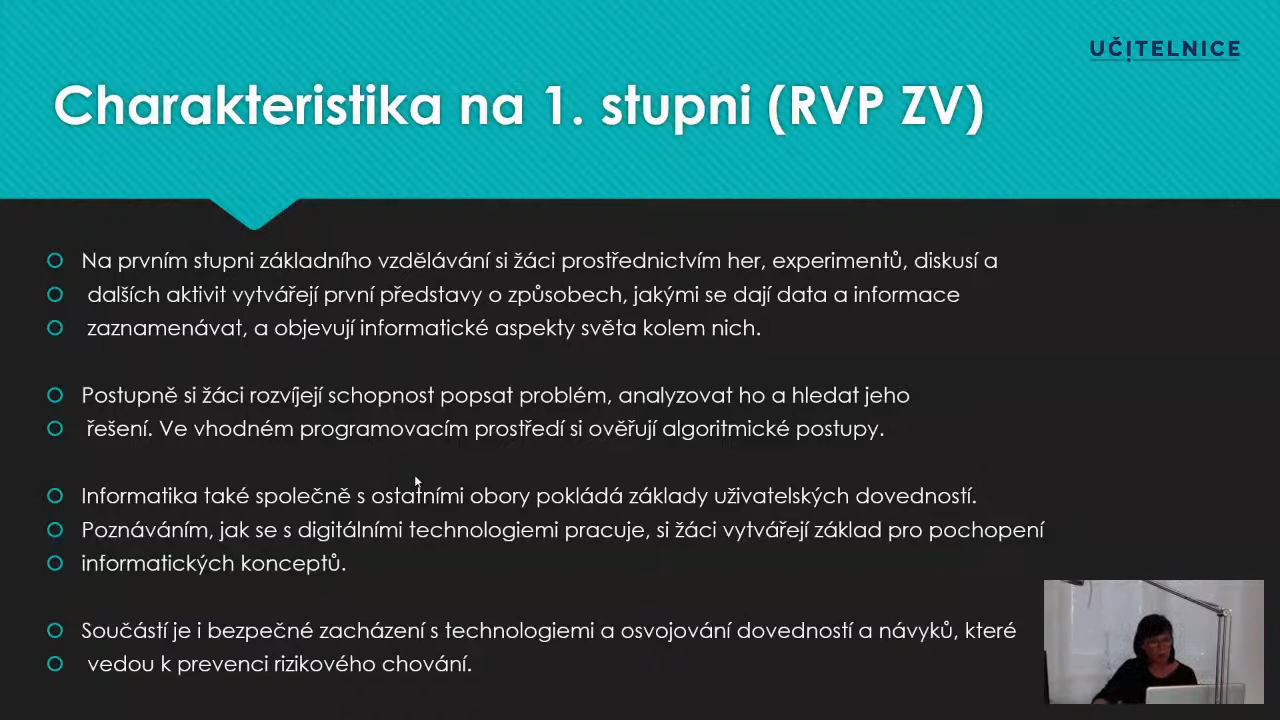 UČITELNICE
Charakteristika na 1. stupni (RVP ZV)
Na prvním stupni základního vzdělávání si žáci prostřednictvím her, experimentů, diskusí a
dalších aktivit vytvářejí první představy o způsobech, jakými se dají data a informace
zaznamenávat, a objevují informatické aspekty světa kolem nich.
Postupně si žáci rozvíjejí schopnost popsat problém, analyzovat ho a hledat jeho
řešení. Ve vhodném programovacím prostředí si ověřují algoritmické postupy.
Informatika také společně s ostatními obory pokládá základy uživatelských dovedností.
Poznáváním, jak se s digitálními technologiemi pracuje, si žáci vytvářejí základ pro pochopení
informatických konceptů.
Součástí je i bezpečné zacházení s technologiemi a osvojování dovedností a návyků, které
vedou k prevenci rizikového chování.